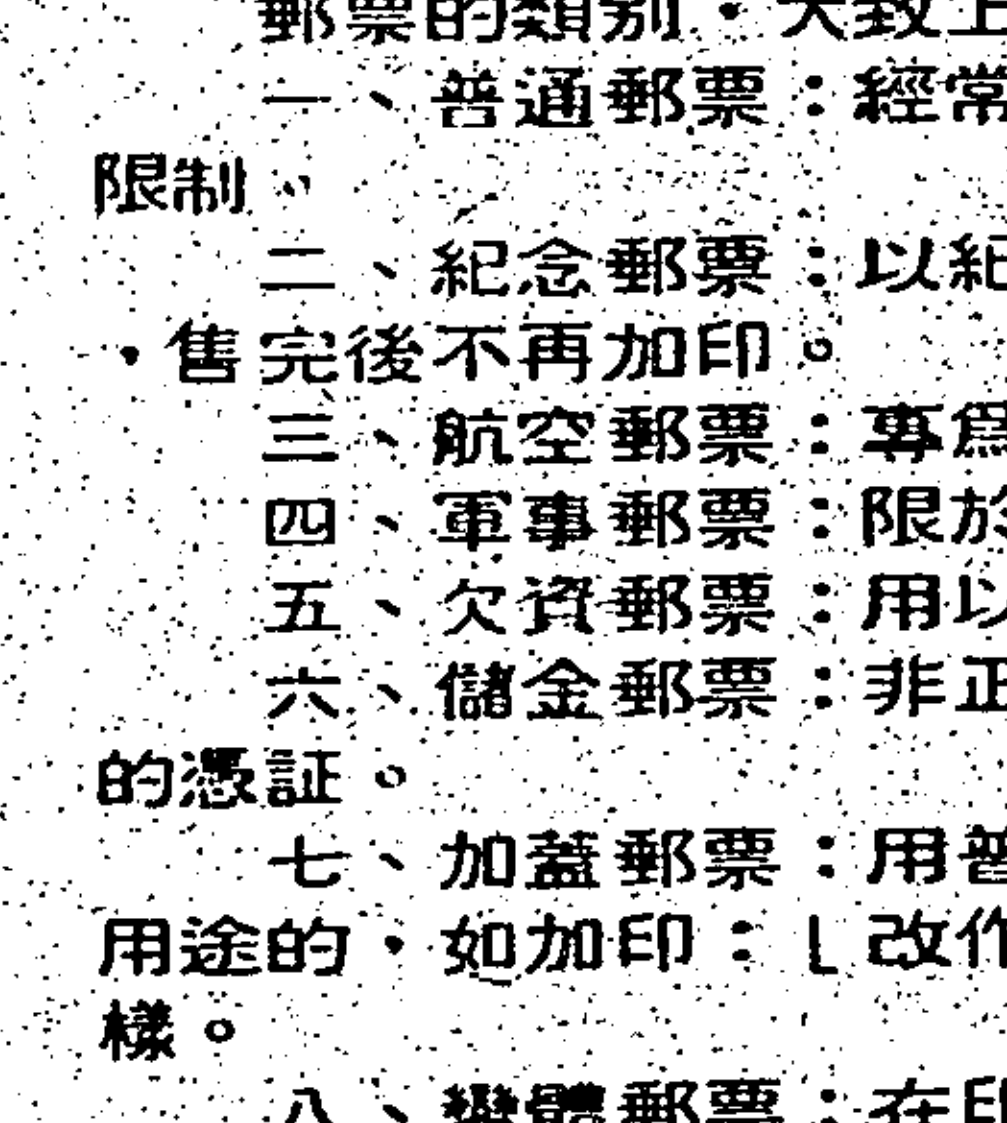 郵票的類別，大致上
一、普通郵票：經常
限制。
二、紀念郵票：以紀
，售完後不再加印。
三、航空郵票：專爲
四、軍事郵票：限於
五、欠資郵票：用以
六、儲金郵票：非正
的憑証。
七、加蓋郵票：用普
用途的，如加印：「改作
樣。
八、變體郵票：在印